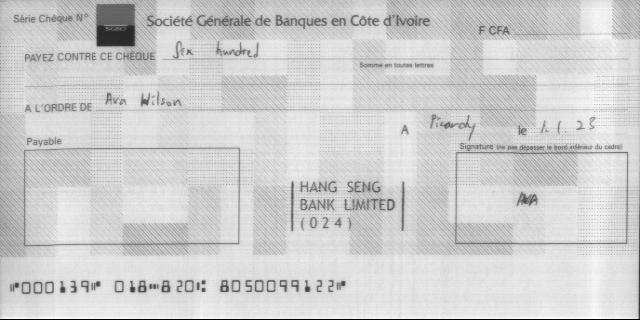 Série Chèque N° SGBCI Société Générale de Banques en Côte d'Ivoire F CFA
PAYEZ CONTRE CE CHÈQUE Six hundred
Somme en toutes lettres
A L'ORDRE DE Ava Wilson
A Picardy le 1.1.23
Payable
Signature (ne pas dépasser le bord inférieur du cadre)
HANG SENG
BANK LIMITED
(024)
AVA
⑈000139⑈ 018⑉820⑆ 8050099122⑈